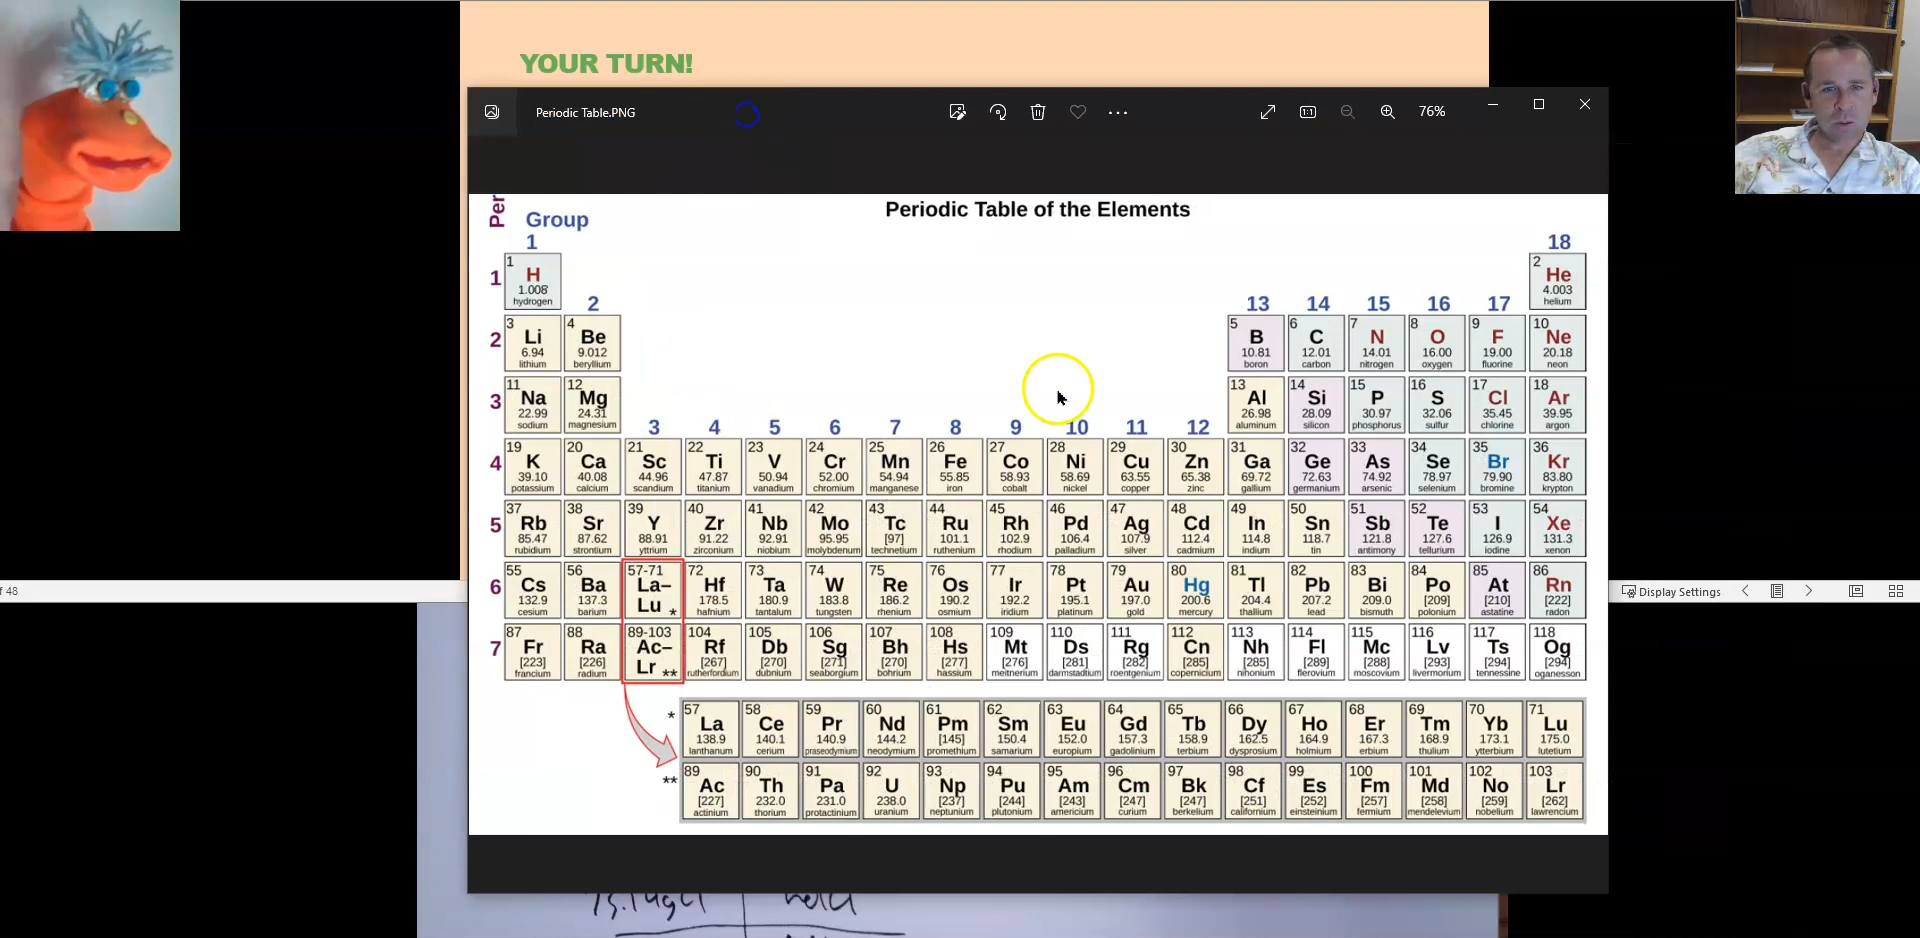 YOUR TURN!
Periodic Table.PNG
76%
Per
Group
Periodic Table of the Elements
1 18
1 1 H 1.008 hydrogen 2 He 4.003 helium
2 13 14 15 16 17
2 3 Li 6.94 lithium 4 Be 9.012 beryllium 5 B 10.81 boron 6 C 12.01 carbon 7 N 14.01 nitrogen 8 O 16.00 oxygen 9 F 19.00 fluorine 10 Ne 20.18 neon
3 11 Na 22.99 sodium 12 Mg 24.31 magnesium 13 Al 26.98 aluminum 14 Si 28.09 silicon 15 P 30.97 phosphorus 16 S 32.06 sulfur 17 Cl 35.45 chlorine 18 Ar 39.95 argon
3 4 5 6 7 8 9 10 11 12
4 19 K 39.10 potassium 20 Ca 40.08 calcium 21 Sc 44.96 scandium 22 Ti 47.87 titanium 23 V 50.94 vanadium 24 Cr 52.00 chromium 25 Mn 54.94 manganese 26 Fe 55.85 iron 27 Co 58.93 cobalt 28 Ni 58.69 nickel 29 Cu 63.55 copper 30 Zn 65.38 zinc 31 Ga 69.72 gallium 32 Ge 72.63 germanium 33 As 74.92 arsenic 34 Se 78.97 selenium 35 Br 79.90 bromine 36 Kr 83.80 krypton
5 37 Rb 85.47 rubidium 38 Sr 87.62 strontium 39 Y 88.91 yttrium 40 Zr 91.22 zirconium 41 Nb 92.91 niobium 42 Mo 95.95 molybdenum 43 Tc [97] technetium 44 Ru 101.1 ruthenium 45 Rh 102.9 rhodium 46 Pd 106.4 palladium 47 Ag 107.9 silver 48 Cd 112.4 cadmium 49 In 114.8 indium 50 Sn 118.7 tin 51 Sb 121.8 antimony 52 Te 127.6 tellurium 53 I 126.9 iodine 54 Xe 131.3 xenon
6 55 Cs 132.9 cesium 56 Ba 137.3 barium 57-71 La– Lu * 72 Hf 178.5 hafnium 73 Ta 180.9 tantalum 74 W 183.8 tungsten 75 Re 186.2 rhenium 76 Os 190.2 osmium 77 Ir 192.2 iridium 78 Pt 195.1 platinum 79 Au 197.0 gold 80 Hg 200.6 mercury 81 Tl 204.4 thallium 82 Pb 207.2 lead 83 Bi 209.0 bismuth 84 Po [209] polonium 85 At [210] astatine 86 Rn [222] radon
7 87 Fr [223] francium 88 Ra [226] radium 89-103 Ac– Lr ** 104 Rf [267] rutherfordium 105 Db [270] dubnium 106 Sg [271] seaborgium 107 Bh [270] bohrium 108 Hs [277] hassium 109 Mt [276] meitnerium 110 Ds [281] darmstadtium 111 Rg [282] roentgenium 112 Cn [285] copernicium 113 Nh [285] nihonium 114 Fl [289] flerovium 115 Mc [288] moscovium 116 Lv [293] livermorium 117 Ts [294] tennessine 118 Og [294] oganesson
* 57 La 138.9 lanthanum 58 Ce 140.1 cerium 59 Pr 140.9 praseodymium 60 Nd 144.2 neodymium 61 Pm [145] promethium 62 Sm 150.4 samarium 63 Eu 152.0 europium 64 Gd 157.3 gadolinium 65 Tb 158.9 terbium 66 Dy 162.5 dysprosium 67 Ho 164.9 holmium 68 Er 167.3 erbium 69 Tm 168.9 thulium 70 Yb 173.1 ytterbium 71 Lu 175.0 lutetium
** 89 Ac [227] actinium 90 Th 232.0 thorium 91 Pa 231.0 protactinium 92 U 238.0 uranium 93 Np [237] neptunium 94 Pu [244] plutonium 95 Am [243] americium 96 Cm [247] curium 97 Bk [247] berkelium 98 Cf [251] californium 99 Es [252] einsteinium 100 Fm [257] fermium 101 Md [258] mendelevium 102 No [259] nobelium 103 Lr [262] lawrencium
f 48
Display Settings